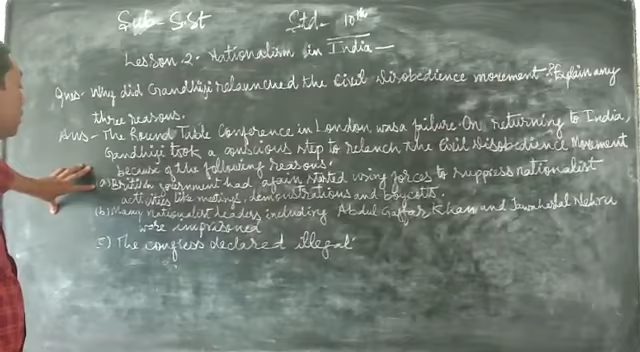 Sub- S.St Std- 10th
Lesson 2. Nationalism in India -
Ques- Why did Gandhiji relaunched the Civil Disobedience movement? Explain any
three reasons.
Ans- The Round Table Conference in London was a failure. On returning to India,
Gandhiji took a conscious step to relanch the Civil Disobedience Movement
because of the following reasons.
(a) British government had again started using forces to suppress nationalist
activities like meetings, demonstrations and boycots.
(b) Many nationalist leaders including Abdul Gaffar Khan and Jawaharlal Nehru
were imprisoned
c) The congress declared illegal